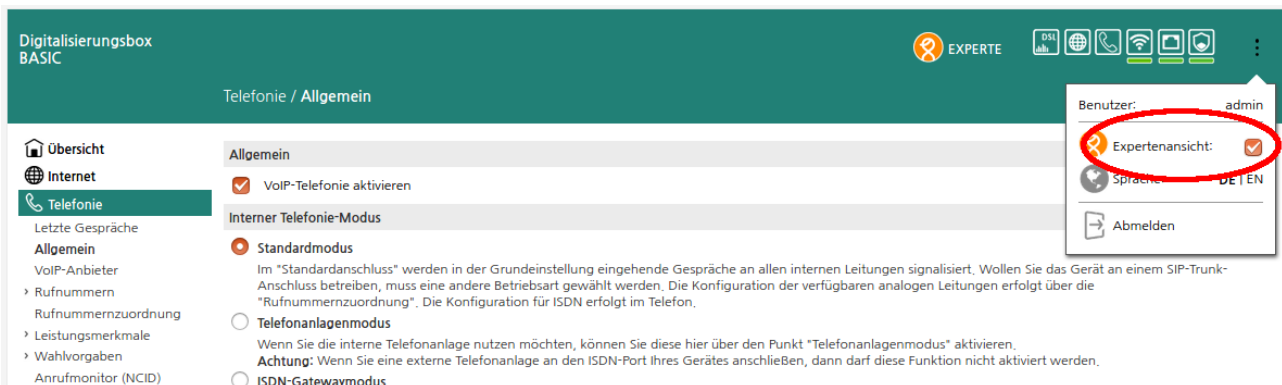 Digitalisierungsbox
BASIC
EXPERTE
DSL
Telefonie / Allgemein
Benutzer: admin
Expertenansicht:
Sprache: DE | EN
Abmelden
Übersicht
Internet
Telefonie
Letzte Gespräche
Allgemein
VoIP-Anbieter
Rufnummern
Rufnummernzuordnung
Leistungsmerkmale
Wahlvorgaben
Anrufmonitor (NCID)
Allgemein
VoIP-Telefonie aktivieren
Interner Telefonie-Modus
Standardmodus
Im "Standardanschluss" werden in der Grundeinstellung eingehende Gespräche an allen internen Leitungen signalisiert. Wollen Sie das Gerät an einem SIP-Trunk-
Anschluss betreiben, muss eine andere Betriebsart gewählt werden. Die Konfiguration der verfügbaren analogen Leitungen erfolgt über die
"Rufnummernzuordnung". Die Konfiguration für ISDN erfolgt im Telefon.
Telefonanlagenmodus
Wenn Sie die interne Telefonanlage nutzen möchten, können Sie diese hier über den Punkt "Telefonanlagenmodus" aktivieren.
Achtung: Wenn Sie eine externe Telefonanlage an den ISDN-Port Ihres Gerätes anschließen, dann darf diese Funktion nicht aktiviert werden.
ISDN-Gatewaymodus